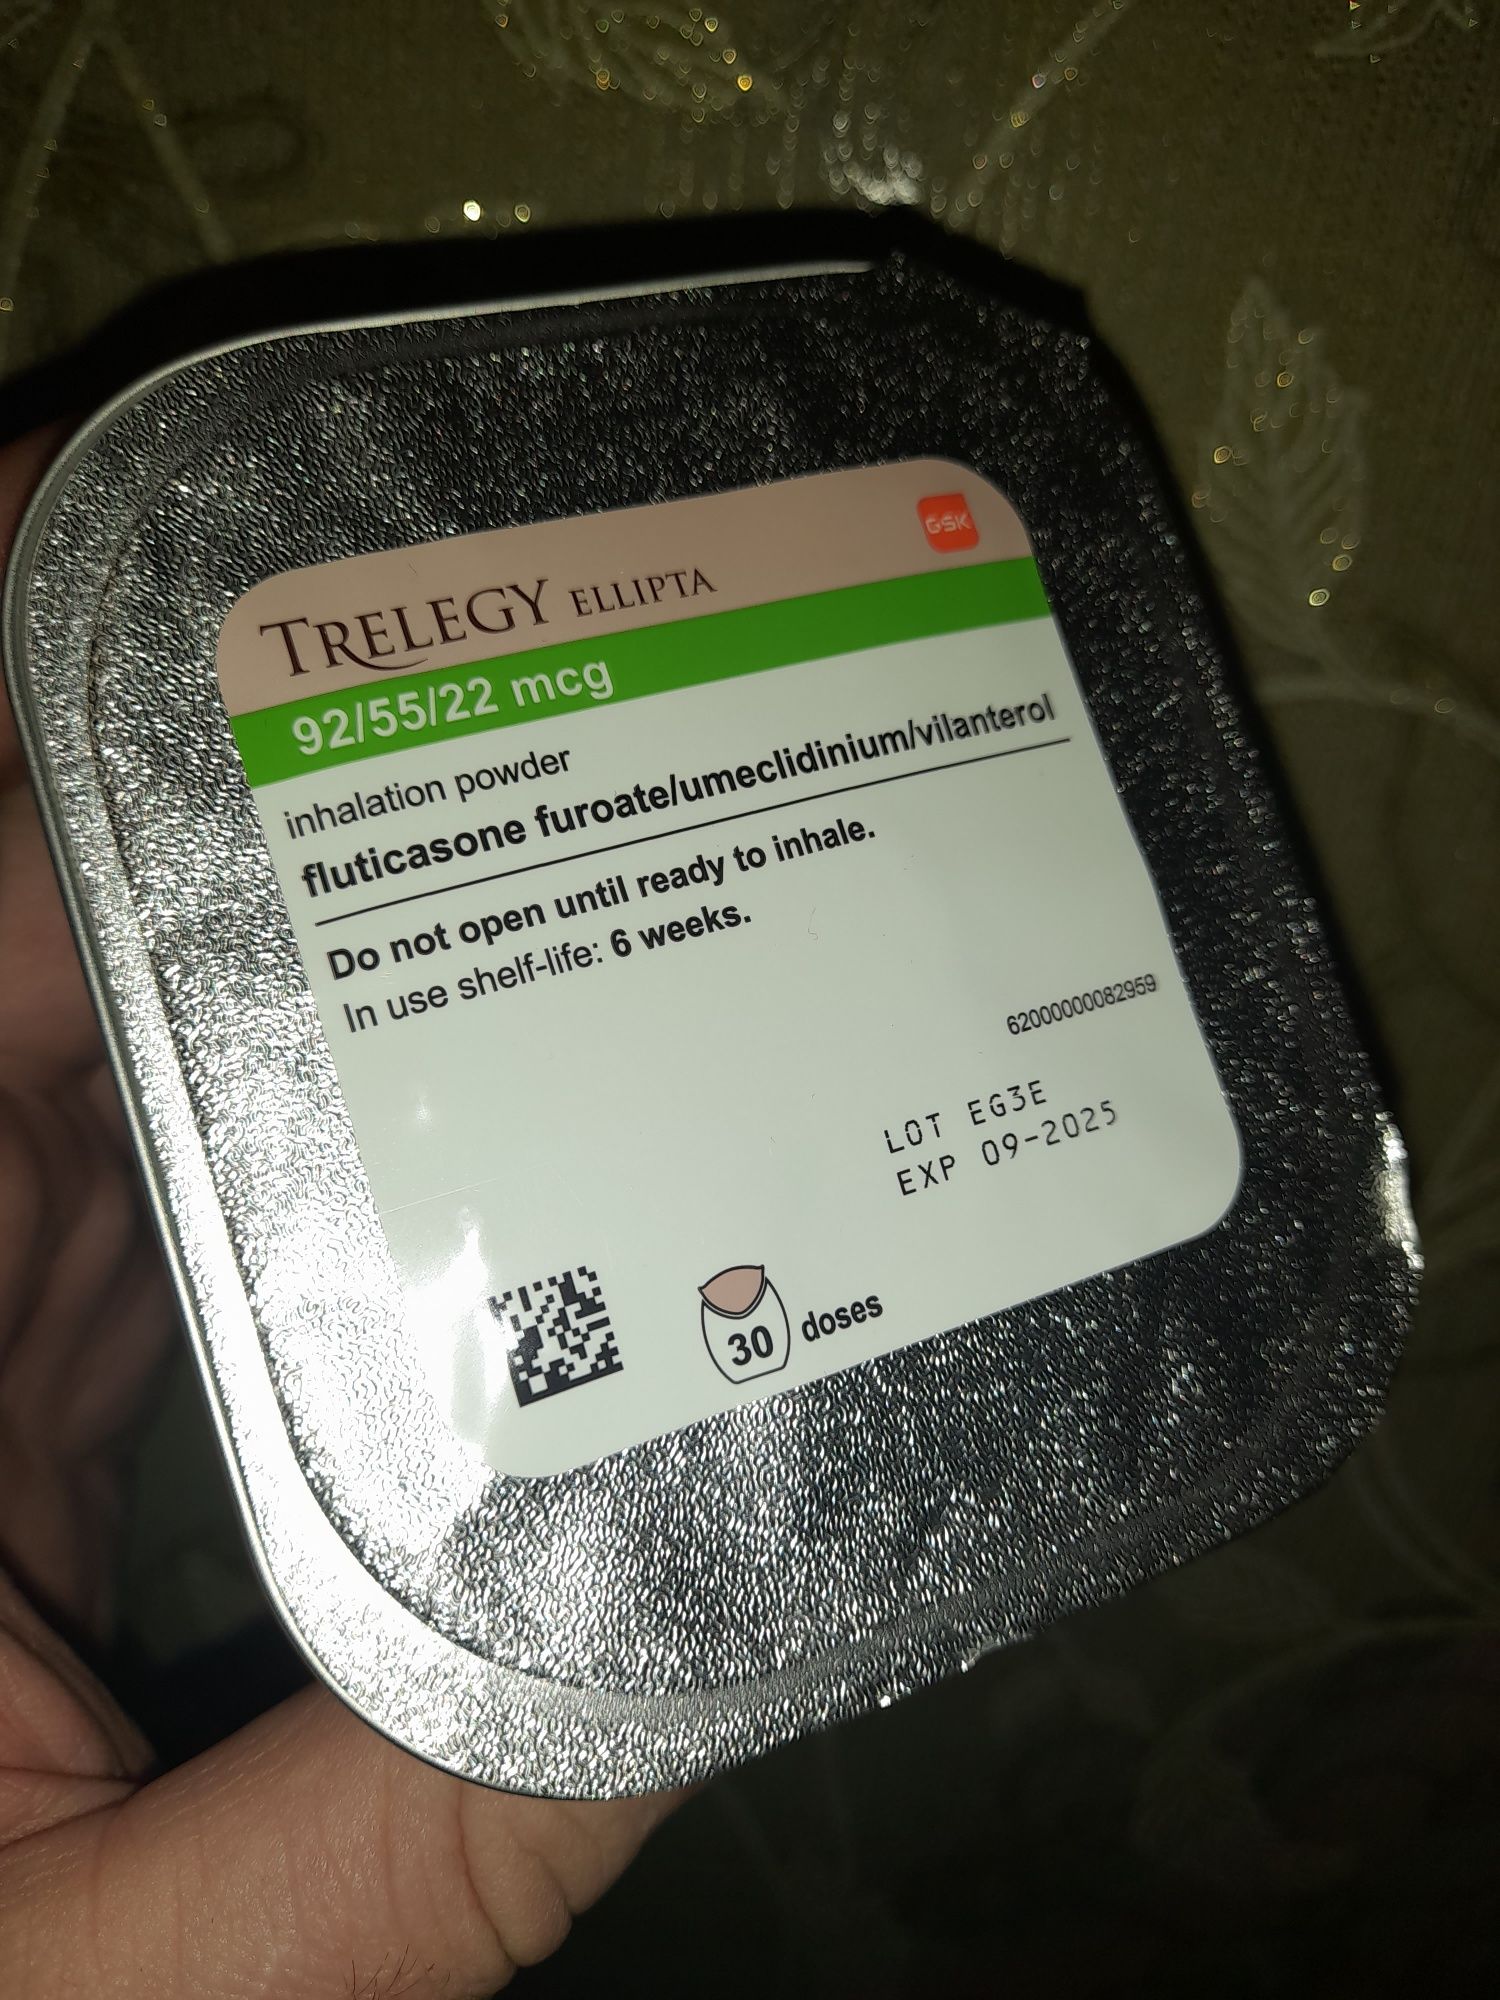 GSK
TRELEGY ELLIPTA
92/55/22 mcg
inhalation powder
fluticasone furoate/umeclidinium/vilanterol
Do not open until ready to inhale.
In use shelf-life: 6 weeks.
62000000082959
LOT EG3E
EXP 09-2025
30 doses